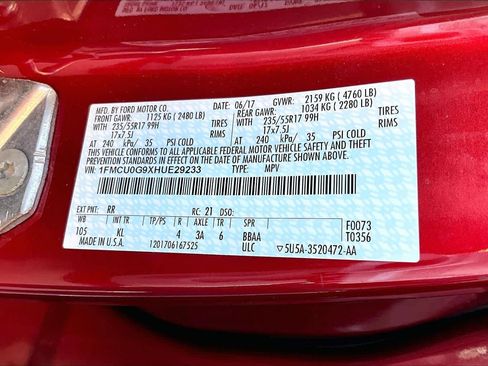 MFD. BY FORD MOTOR CO.
DATE: 06/17 GVWR: 2159 KG ( 4760 LB)
FRONT GAWR: 1125 KG ( 2480 LB) REAR GAWR: 1034 KG ( 2280 LB)
WITH 235/55R17 99H TIRES WITH 235/55R17 99H TIRES
17x7.5J RIMS 17x7.5J RIMS
AT 240 kPa/ 35 PSI COLD AT 240 kPa/ 35 PSI COLD
THIS VEHICLE CONFORMS TO ALL APPLICABLE FEDERAL MOTOR VEHICLE SAFETY AND BUMPER STANDARDS AND THEFT PREVENTION STANDARDS IN EFFECT ON THE DATE OF MANUFACTURE SHOWN ABOVE.
VIN: 1FMCU0G9XHUE29233 TYPE: MPV
EXT PNT: RR RC: 21 DSO: F0073
WB INT TR TP/PS R AXLE TR SPR T0356
105 KL 4 3A 6 BBAA
MADE IN U.S.A. 1201706167525 ULC ▽5U5A-3520472-AA